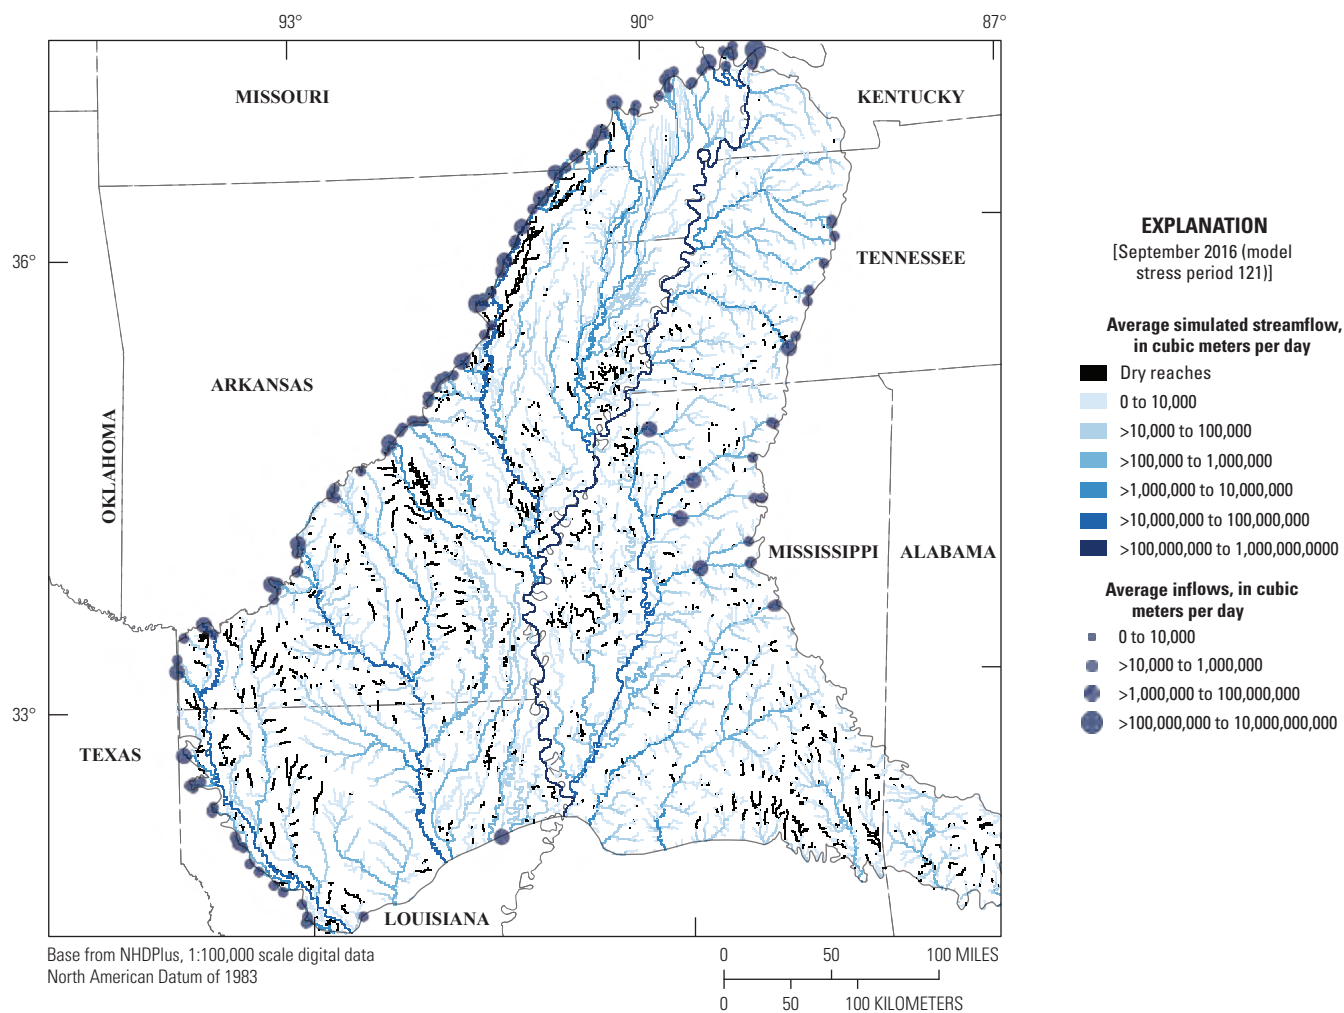 93°
90°
87°
MISSOURI
KENTUCKY
36°
TENNESSEE
ARKANSAS
OKLAHOMA
MISSISSIPPI
ALABAMA
33°
TEXAS
LOUISIANA
Base from NHDPlus, 1:100,000 scale digital data
North American Datum of 1983
0 50 100 MILES
0 50 100 KILOMETERS
EXPLANATION
[September 2016 (model
stress period 121)]
Average simulated streamflow,
in cubic meters per day
Dry reaches
0 to 10,000
>10,000 to 100,000
>100,000 to 1,000,000
>1,000,000 to 10,000,000
>10,000,000 to 100,000,000
>100,000,000 to 1,000,000,0000
Average inflows, in cubic
meters per day
0 to 10,000
>10,000 to 1,000,000
>1,000,000 to 100,000,000
>100,000,000 to 10,000,000,000